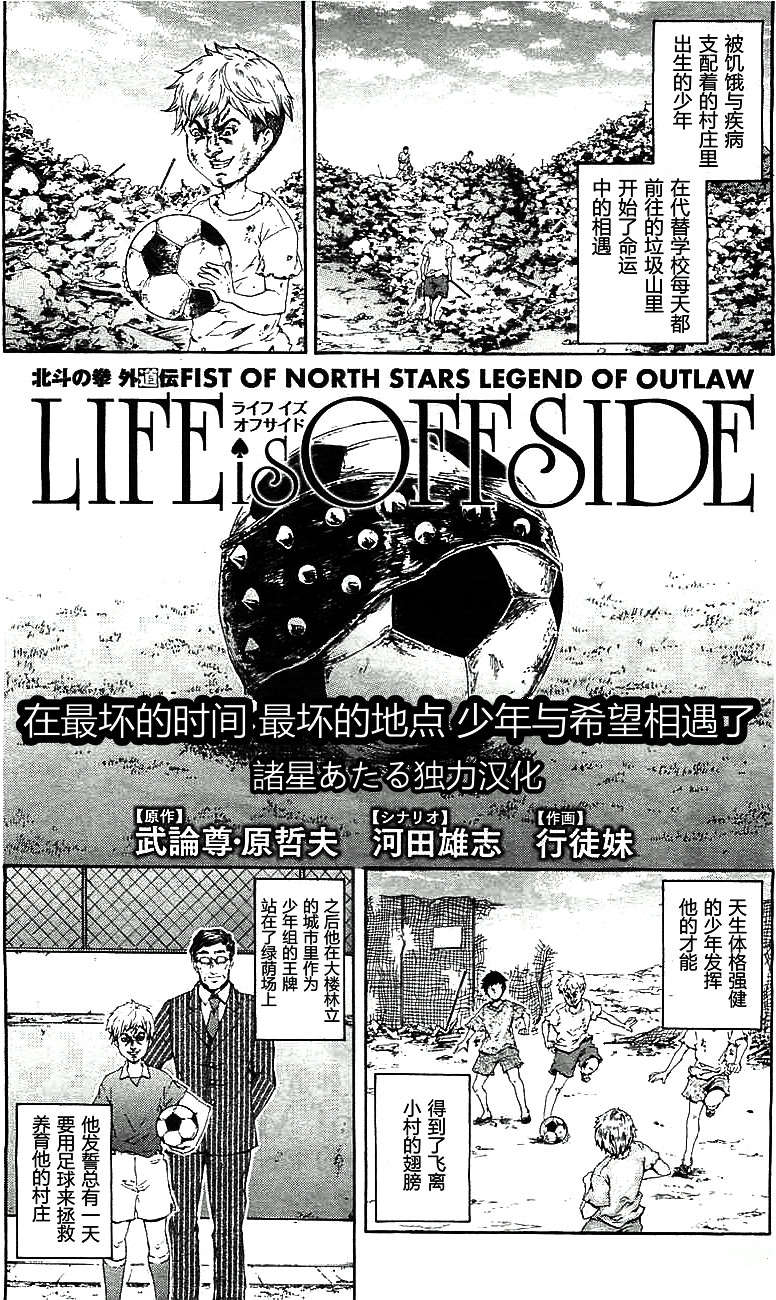 被饥饿与疾病
支配着的村庄里
出生的少年
在代替学校每天都
前往的垃圾山里
开始了命运
中的相遇
北斗の拳 外道伝FIST OF NORTH STARS LEGEND OF OUTLAW
ライフ イズ
オフサイド
LIFE is OFFSIDE
在最坏的时间 最坏的地点 少年与希望相遇了
諸星あたる独力汉化
【原作】
武論尊·原哲夫
【シナリオ】
河田雄志
【作画】
行徒妹
天生体格强健
的少年发挥
他的才能
得到了飞离
小村的翅膀
之后他在大楼林立
的城市里作为
少年组的王牌
站在了绿荫场上
他发誓总有一天
要用足球来拯救
养育他的村庄